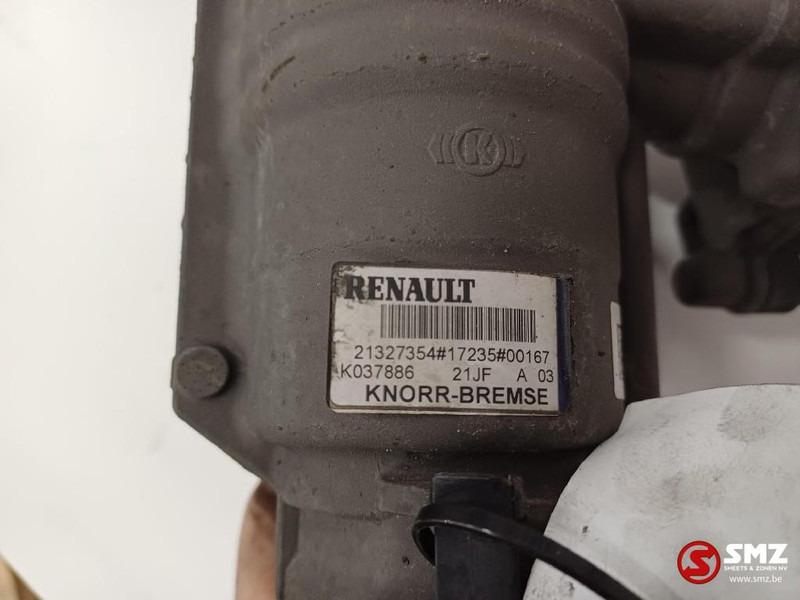 K
RENAULT
21327354#17235#00167
K037886 21JF A 03
KNORR-BREMSE
SMZ
SHEETS & ZONEN NV
www.smz.be